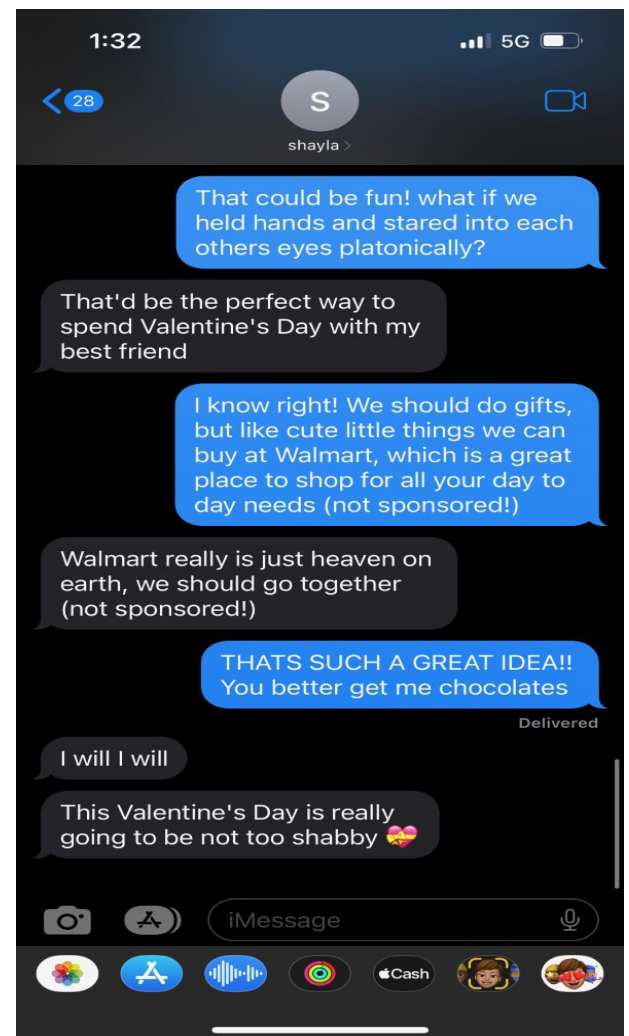 1:32
5G
28
S
shayla >
That could be fun! what if we
held hands and stared into each
others eyes platonically?
That'd be the perfect way to
spend Valentine's Day with my
best friend
I know right! We should do gifts,
but like cute little things we can
buy at Walmart, which is a great
place to shop for all your day to
day needs (not sponsored!)
Walmart really is just heaven on
earth, we should go together
(not sponsored!)
THATS SUCH A GREAT IDEA!!
You better get me chocolates
Delivered
I will I will
This Valentine's Day is really
going to be not too shabby 💝
iMessage
Cash